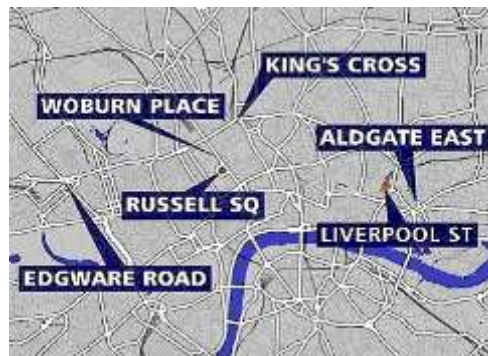 KING'S CROSS
WOBURN PLACE
ALDGATE EAST
RUSSELL SQ
LIVERPOOL ST
EDGWARE ROAD